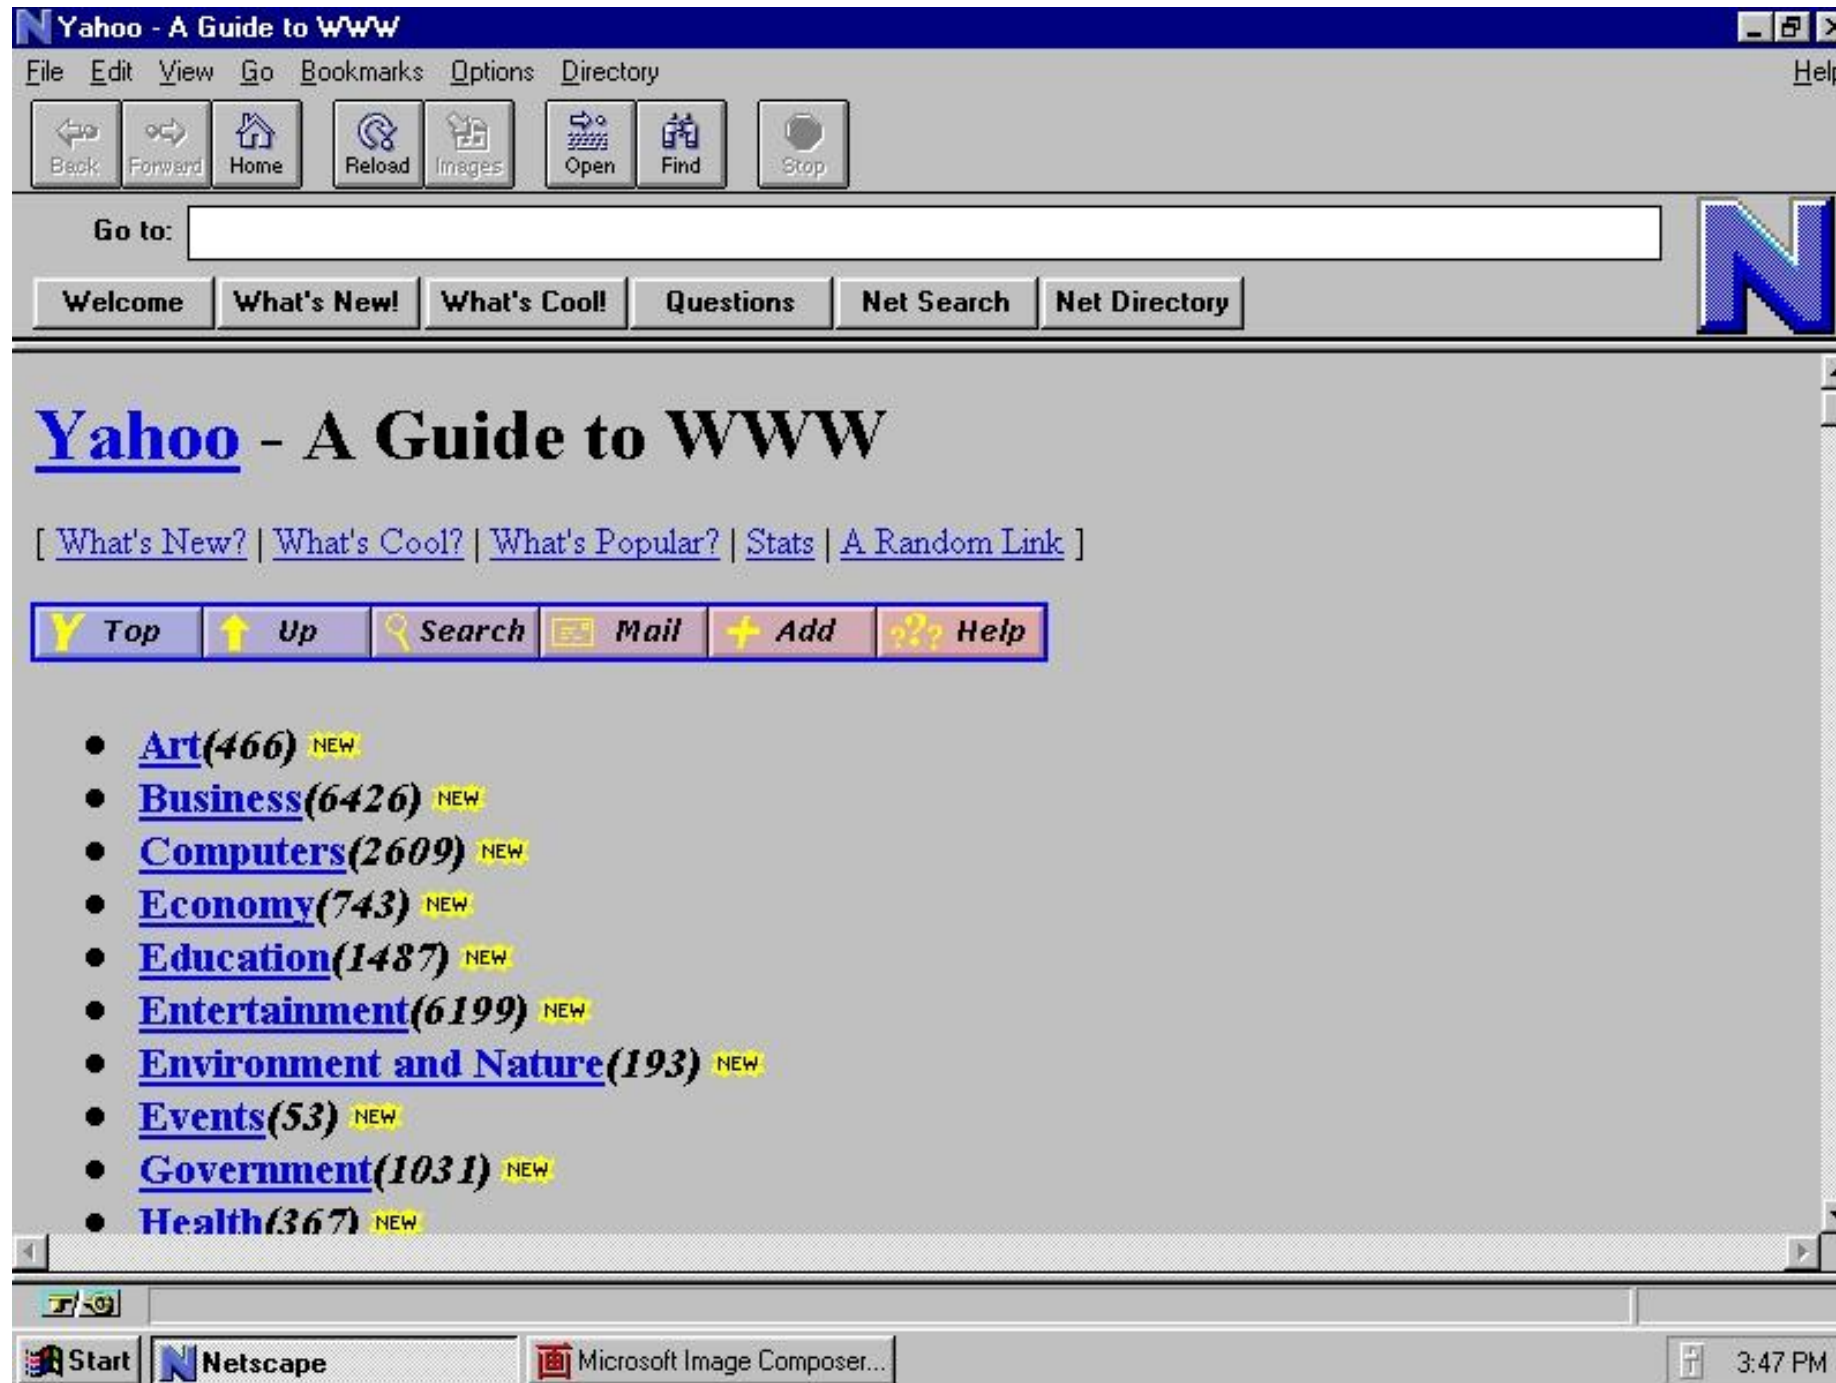 Yahoo - A Guide to WWW
File Edit View Go Bookmarks Options Directory Help
Back Forward Home Reload Images Open Find Stop
Go to:
Welcome What's New! What's Cool! Questions Net Search Net Directory
Yahoo - A Guide to WWW
[ What's New? | What's Cool? | What's Popular? | Stats | A Random Link ]
Y Top Up Search Mail Add ??? Help
Art(466) NEW
Business(6426) NEW
Computers(2609) NEW
Economy(743) NEW
Education(1487) NEW
Entertainment(6199) NEW
Environment and Nature(193) NEW
Events(53) NEW
Government(1031) NEW
Health(367) NEW
Start Netscape Microsoft Image Composer... 3:47 PM